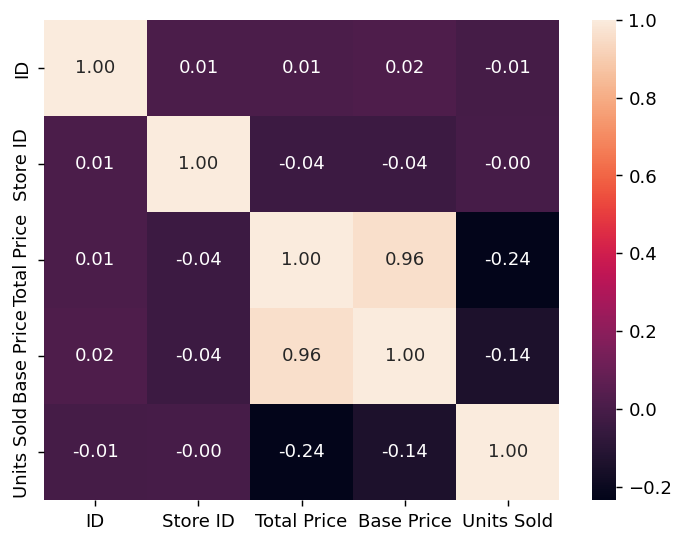 ID 1.00 0.01 0.01 0.02 -0.01
Store ID 0.01 1.00 -0.04 -0.04 -0.00
Total Price 0.01 -0.04 1.00 0.96 -0.24
Base Price 0.02 -0.04 0.96 1.00 -0.14
Units Sold -0.01 -0.00 -0.24 -0.14 1.00
ID Store ID Total Price Base Price Units Sold
1.0
0.8
0.6
0.4
0.2
0.0
−0.2